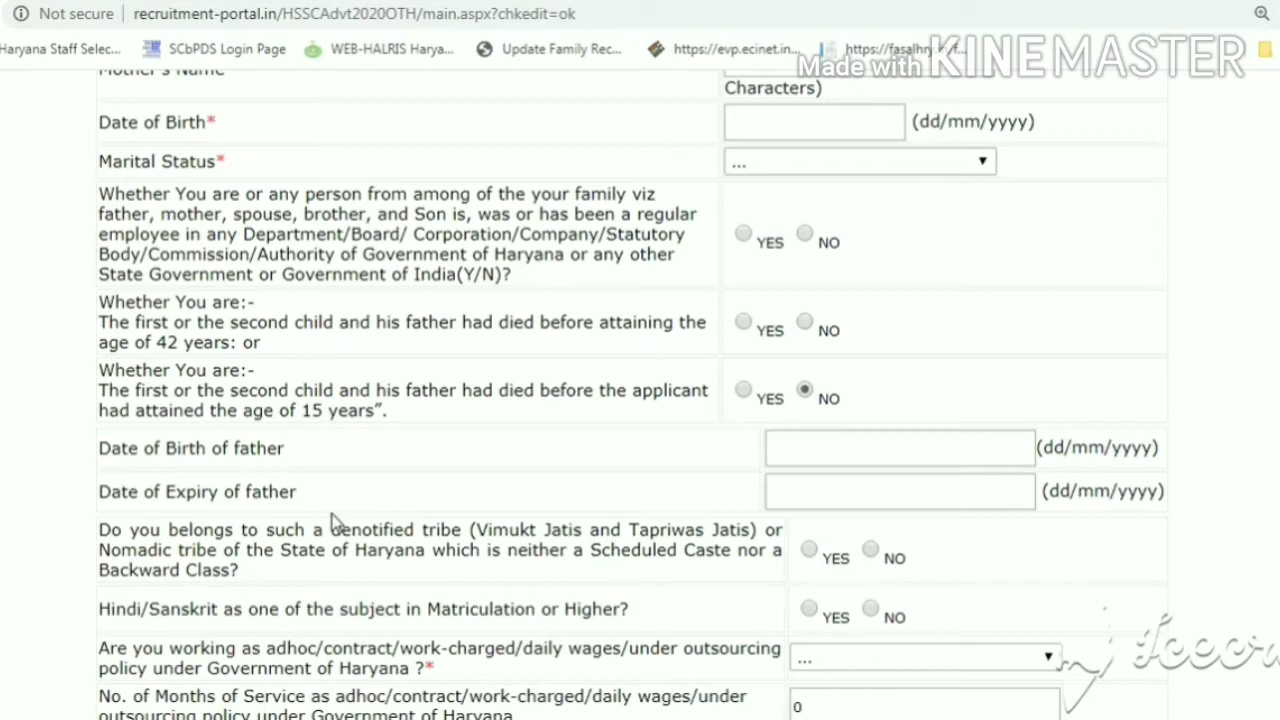 Not secure recruitment-portal.in/HSSCAdvt2020OTH/main.aspx?chkedit=ok
Haryana Staff Selec... SCbPDS Login Page WEB-HALRIS Harya... Update Family Rec... https://evp.ecinet.in... https://fasalhry.
Made with KINEMASTER
Mother's Name
Characters)
Date of Birth* (dd/mm/yyyy)
Marital Status* ...
Whether You are or any person from among of the your family viz
father, mother, spouse, brother, and Son is, was or has been a regular
employee in any Department/Board/ Corporation/Company/Statutory
Body/Commission/Authority of Government of Haryana or any other
State Government or Government of India(Y/N)?
YES NO
Whether You are:-
The first or the second child and his father had died before attaining the
age of 42 years: or
YES NO
Whether You are:-
The first or the second child and his father had died before the applicant
had attained the age of 15 years”.
YES NO
Date of Birth of father (dd/mm/yyyy)
Date of Expiry of father (dd/mm/yyyy)
Do you belongs to such a denotified tribe (Vimukt Jatis and Tapriwas Jatis) or
Nomadic tribe of the State of Haryana which is neither a Scheduled Caste nor a
Backward Class?
YES NO
Hindi/Sanskrit as one of the subject in Matriculation or Higher?
YES NO
Are you working as adhoc/contract/work-charged/daily wages/under outsourcing
policy under Government of Haryana ?*
...
No. of Months of Service as adhoc/contract/work-charged/daily wages/under
outsourcing policy under Government of Haryana
0